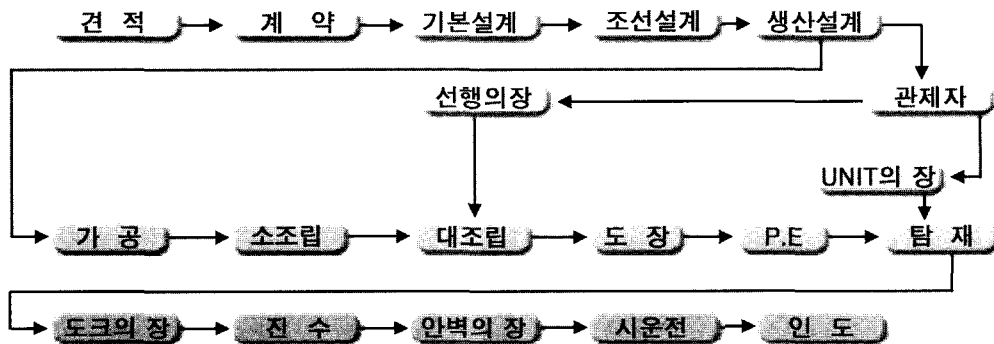 견 적 계 약 기본설계 조선설계 생산설계
선행의장 관제자
UNIT의 장
가 공 소조립 대조립 도 장 P.E 탑 재
도크의 장 진 수 안벽의 장 시운전 인 도